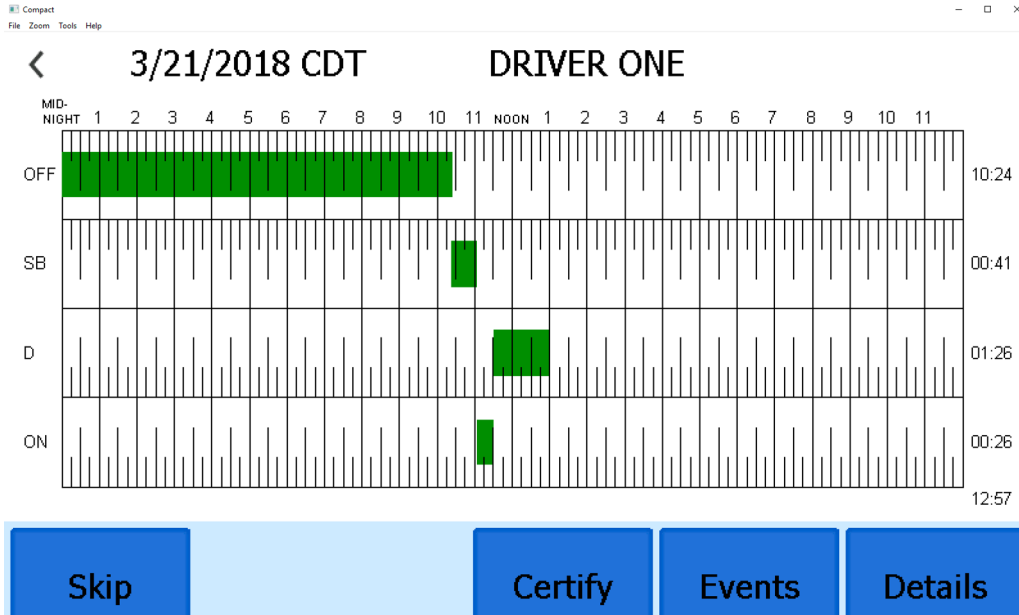 Compact
File Zoom Tools Help
3/21/2018 CDT DRIVER ONE
MID-
NIGHT 1 2 3 4 5 6 7 8 9 10 11 NOON 1 2 3 4 5 6 7 8 9 10 11
OFF 10:24
SB 00:41
D 01:26
ON 00:26
12:57
Skip Certify Events Details